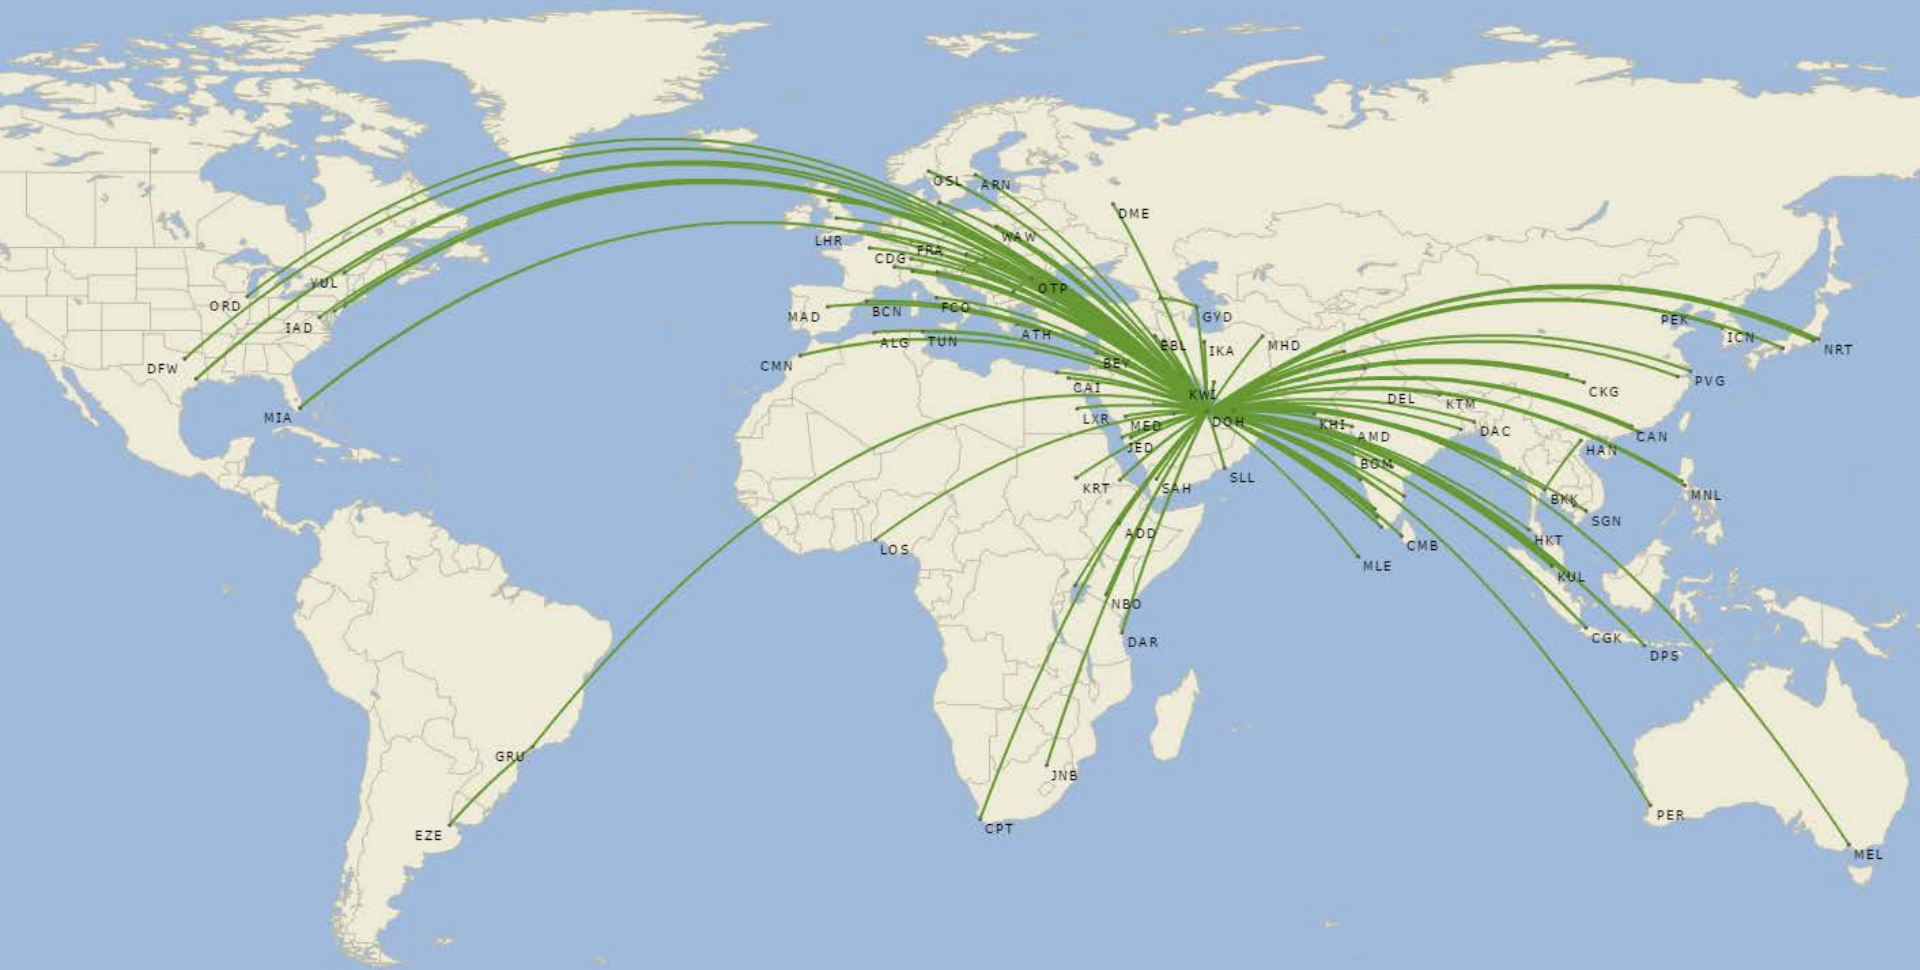 OSL
ARN
DME
LHR
WAW
FRA
CDG
YUL
OTP
ORD
BCN
FCO
MAD
GYD
PEK
IAD
ATH
ICN
ALG
TUN
EBL
MHD
IKA
NRT
CMN
BEY
DFW
CAI
KWI
CKG
PVG
DEL
KTM
MIA
LXR
MED
DOH
KHI
DAC
AMD
CAN
JED
HAN
BOM
KRT
SAH
SLL
MNL
BKK
SGN
ADD
LOS
CMB
HKT
MLE
KUL
NBO
DAR
CGK
DPS
GRU
JNB
PER
EZE
CPT
MEL